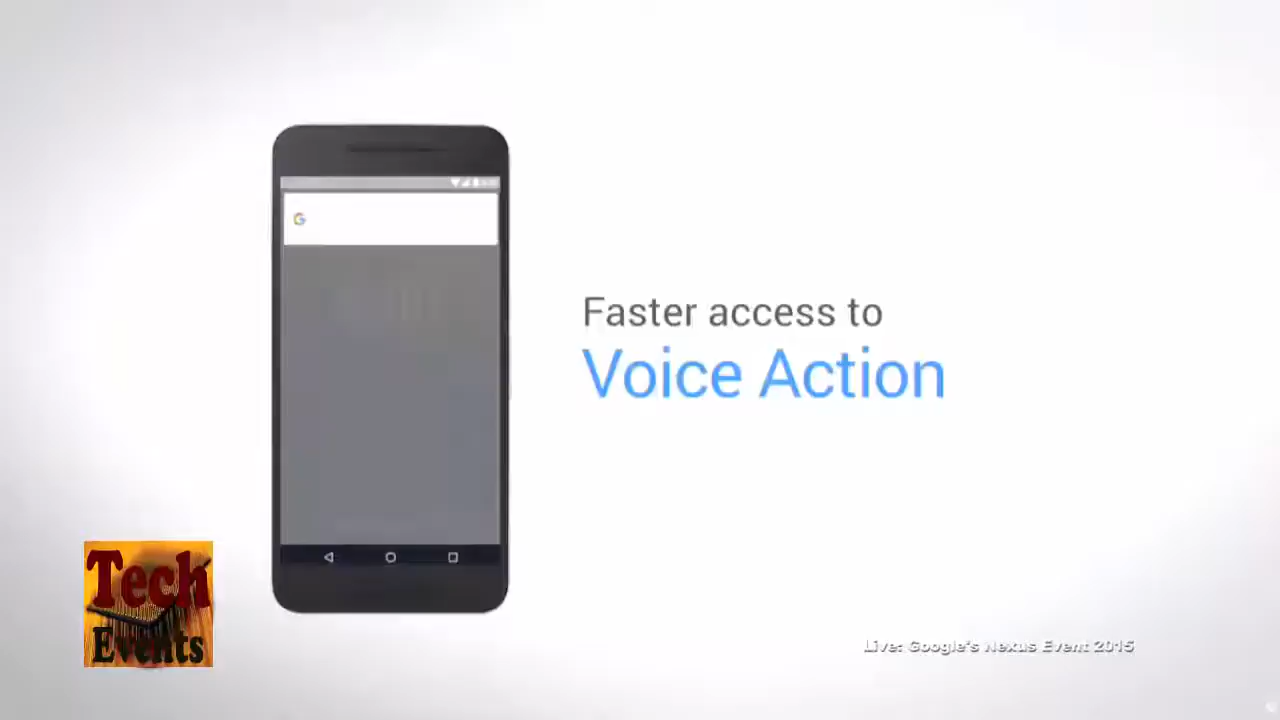 Faster access to
Voice Action
Tech
Events
Live: Google's Nexus Event 2015